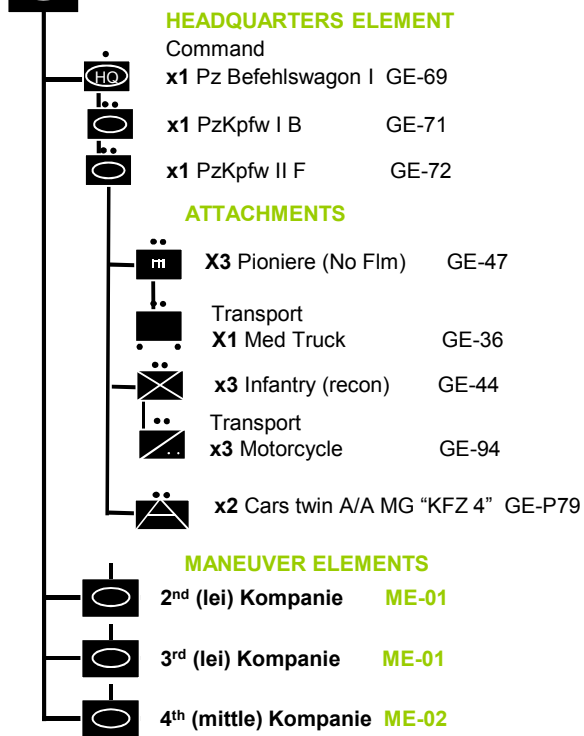 HEADQUARTERS ELEMENT
Command
HQ x1 Pz Befehlswagon I GE-69
x1 PzKpfw I B GE-71
x1 PzKpfw II F GE-72
ATTACHMENTS
X3 Pioniere (No Flm) GE-47
Transport
X1 Med Truck GE-36
x3 Infantry (recon) GE-44
Transport
x3 Motorcycle GE-94
x2 Cars twin A/A MG “KFZ 4” GE-P79
MANEUVER ELEMENTS
2nd (lei) Kompanie ME-01
3rd (lei) Kompanie ME-01
4th (mittle) Kompanie ME-02